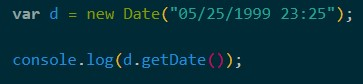 var d = new Date("05/25/1999 23:25");
console.log(d.getDate());